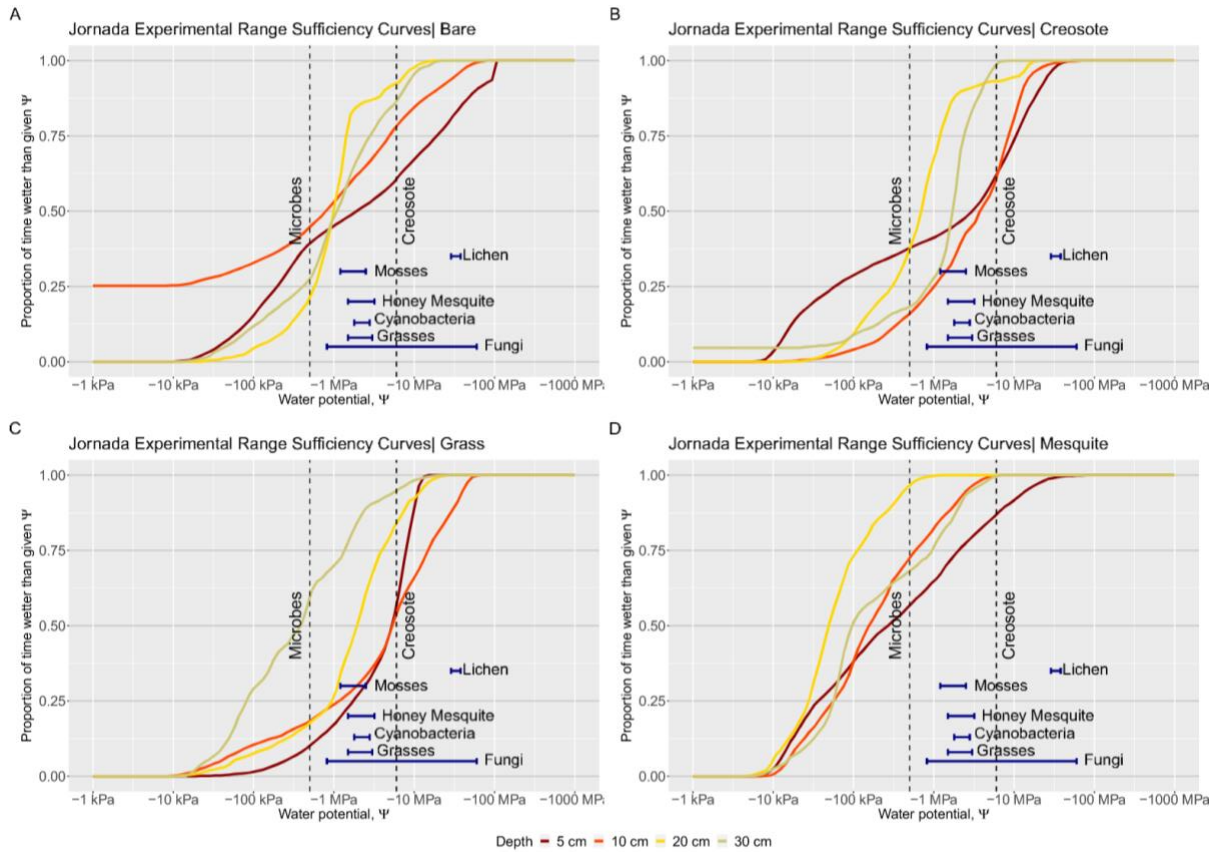 A
Jornada Experimental Range Sufficiency Curves| Bare
Proportion of time wetter than given Ψ
1.00
0.75
0.50
0.25
0.00
Microbes
Creosote
Lichen
Mosses
Honey Mesquite
Cyanobacteria
Grasses
Fungi
−1 kPa −10 kPa −100 kPa −1 MPa −10 MPa −100 MPa −1000 MPa
Water potential, Ψ
B
Jornada Experimental Range Sufficiency Curves| Creosote
Proportion of time wetter than given Ψ
1.00
0.75
0.50
0.25
0.00
Microbes
Creosote
Lichen
Mosses
Honey Mesquite
Cyanobacteria
Grasses
Fungi
−1 kPa −10 kPa −100 kPa −1 MPa −10 MPa −100 MPa −1000 MPa
Water potential, Ψ
C
Jornada Experimental Range Sufficiency Curves| Grass
Proportion of time wetter than given Ψ
1.00
0.75
0.50
0.25
0.00
Microbes
Creosote
Lichen
Mosses
Honey Mesquite
Cyanobacteria
Grasses
Fungi
−1 kPa −10 kPa −100 kPa −1 MPa −10 MPa −100 MPa −1000 MPa
Water potential, Ψ
D
Jornada Experimental Range Sufficiency Curves| Mesquite
Proportion of time wetter than given Ψ
1.00
0.75
0.50
0.25
0.00
Microbes
Creosote
Lichen
Mosses
Honey Mesquite
Cyanobacteria
Grasses
Fungi
−1 kPa −10 kPa −100 kPa −1 MPa −10 MPa −100 MPa −1000 MPa
Water potential, Ψ
Depth 5 cm 10 cm 20 cm 30 cm